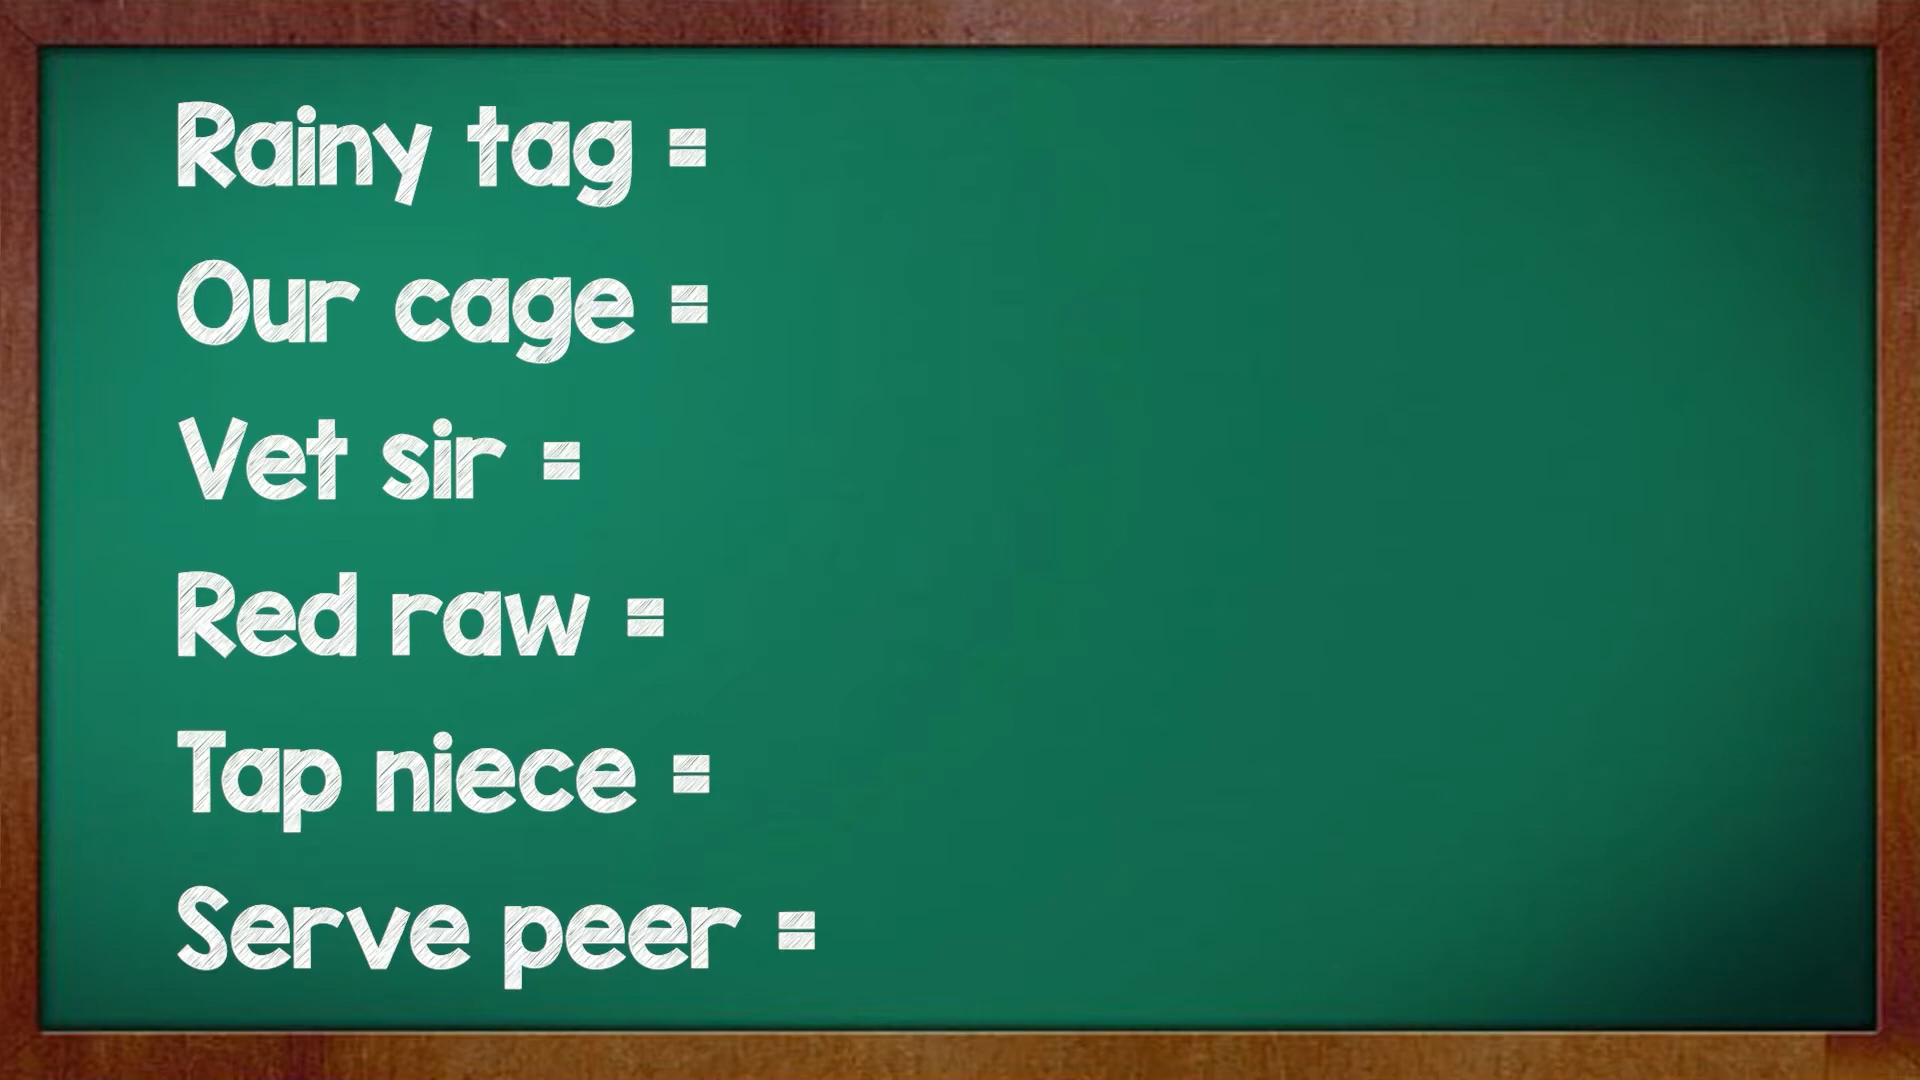 Rainy tag =
Our cage =
Vet sir =
Red raw =
Tap niece =
Serve peer =